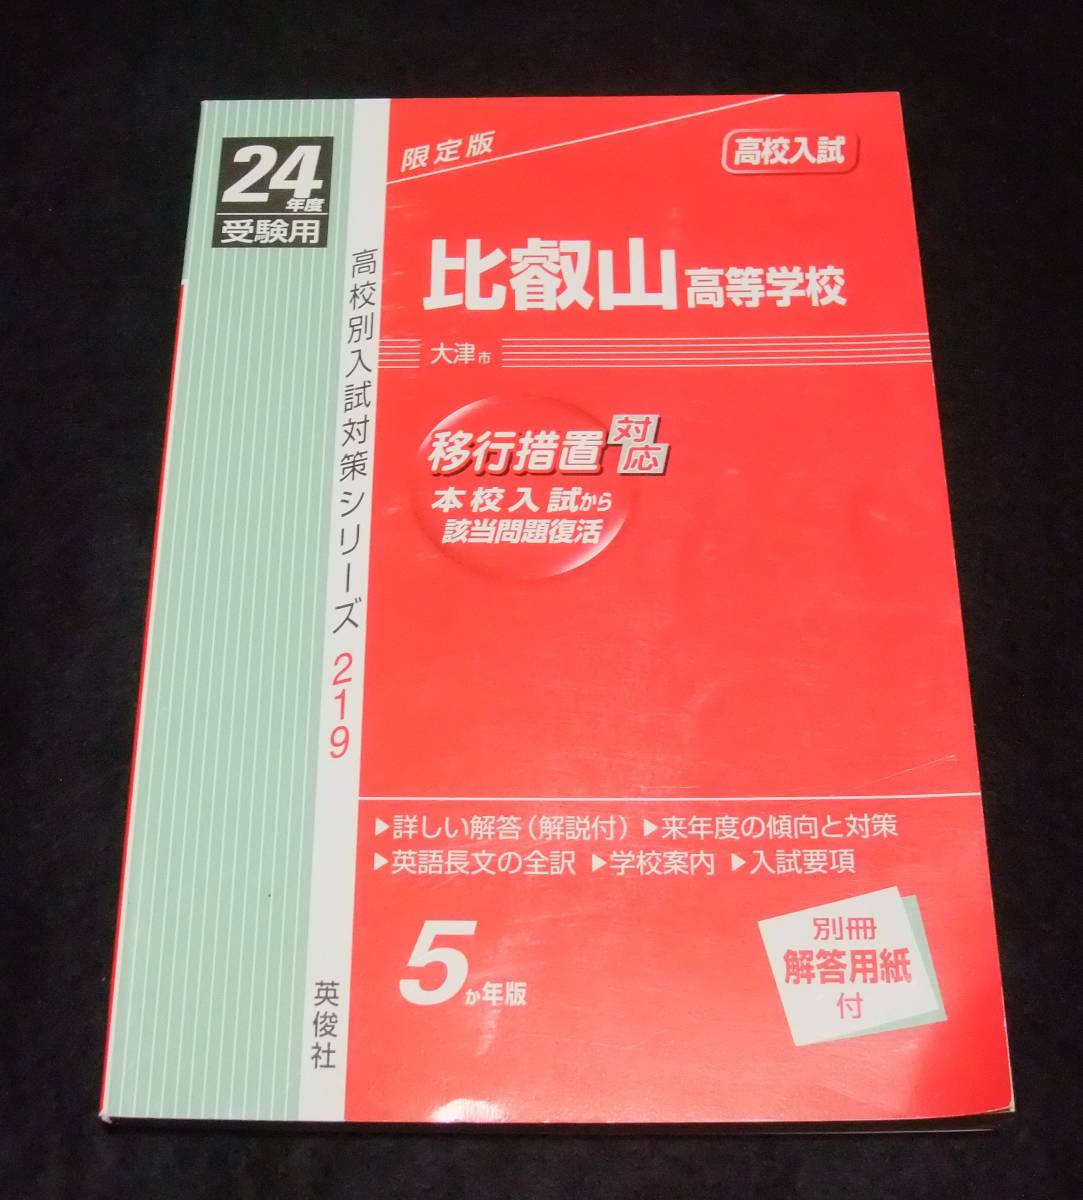 24年度
受験用
限定版
高校入試
比叡山高等学校
大津市
高校別入試対策シリーズ219
移行措置対応
本校入試から
該当問題復活
▶詳しい解答(解説付) ▶来年度の傾向と対策
▶英語長文の全訳 ▶学校案内 ▶入試要項
5か年版
別冊
解答用紙
付
英俊社